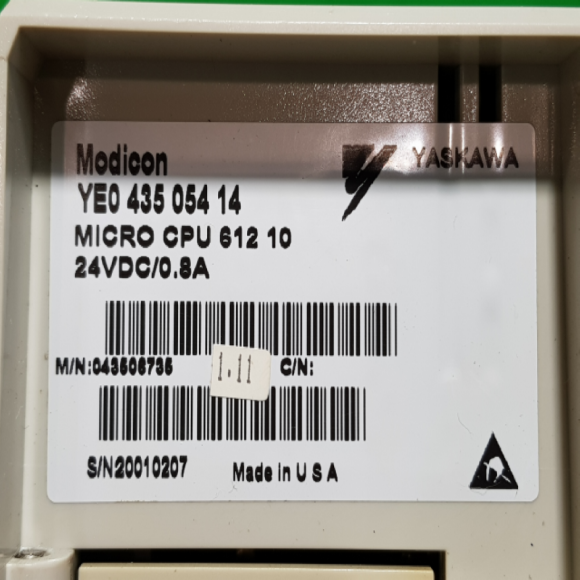 Modicon
YASKAWA
YE0 435 054 14
MICRO CPU 612 10
24VDC/0.8A
M/N:043506735
1.11
C/N:
S/N20010207
Made in U S A